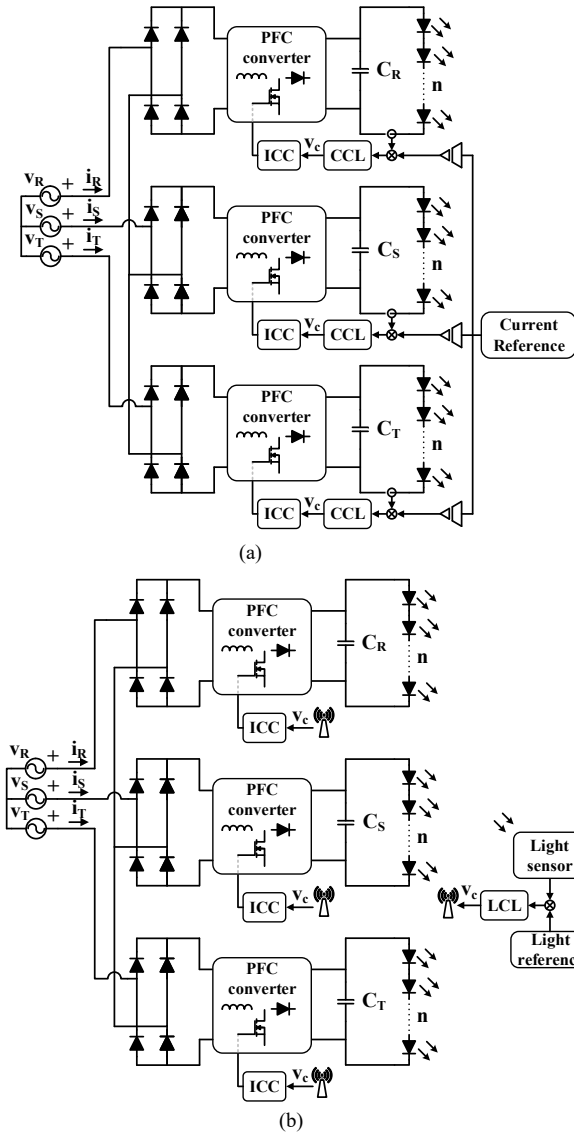 PFC
converter
C_R
n
ICC
v_c
CCL
v_R + i_R
v_S + i_S
v_T + i_T
PFC
converter
C_S
n
ICC
v_c
CCL
Current
Reference
PFC
converter
C_T
n
ICC
v_c
CCL
(a)
PFC
converter
C_R
n
ICC
v_c
v_R + i_R
v_S + i_S
v_T + i_T
PFC
converter
C_S
n
ICC
v_c
Light
sensor
v_c
LCL
Light
reference
PFC
converter
C_T
n
ICC
v_c
(b)